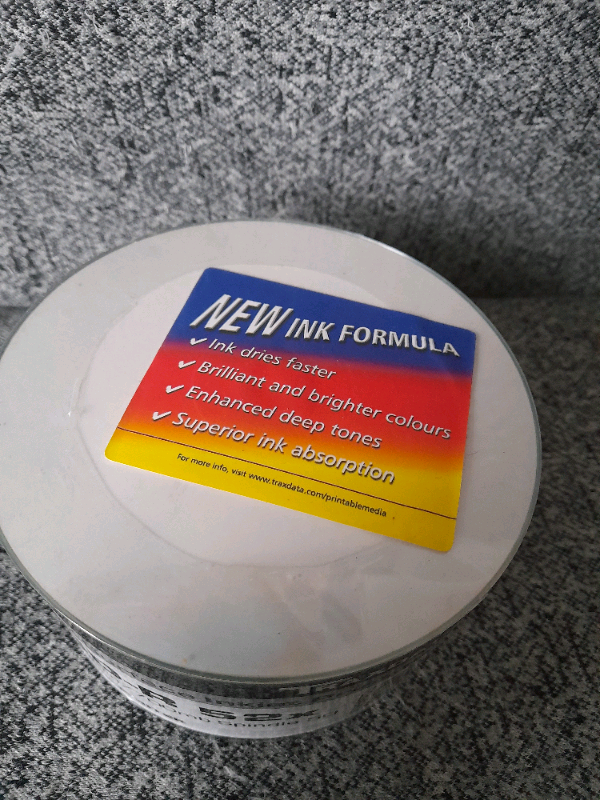 NEW INK FORMULA
✓ Ink dries faster
✓ Brilliant and brighter colours
✓ Enhanced deep tones
✓ Superior ink absorption
For more info, visit www.traxdata.com/printablemedia
R 52x